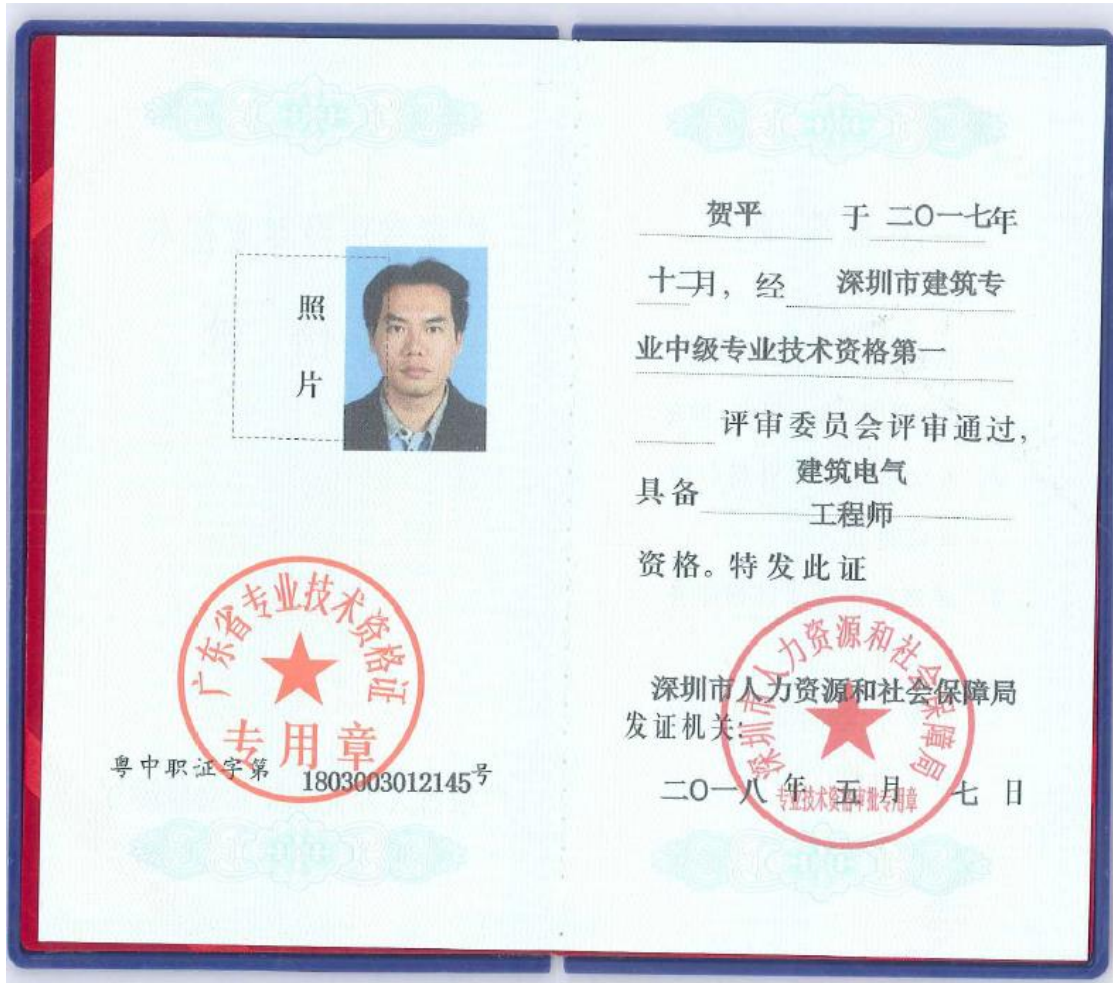 照
片
广东省专业技术资格证
专用章
粤中职证字第 1803003012145号
贺平 于 二〇一七年
十二月，经 深圳市建筑专
业中级专业技术资格第一
评审委员会评审通过，
建筑电气
具备
工程师
资格。特发此证
深圳市人力资源和社会保障局
深圳市人力资源和社会保障局
发证机关：
二〇一八 年 五 月 七 日
专业技术资格审批专用章